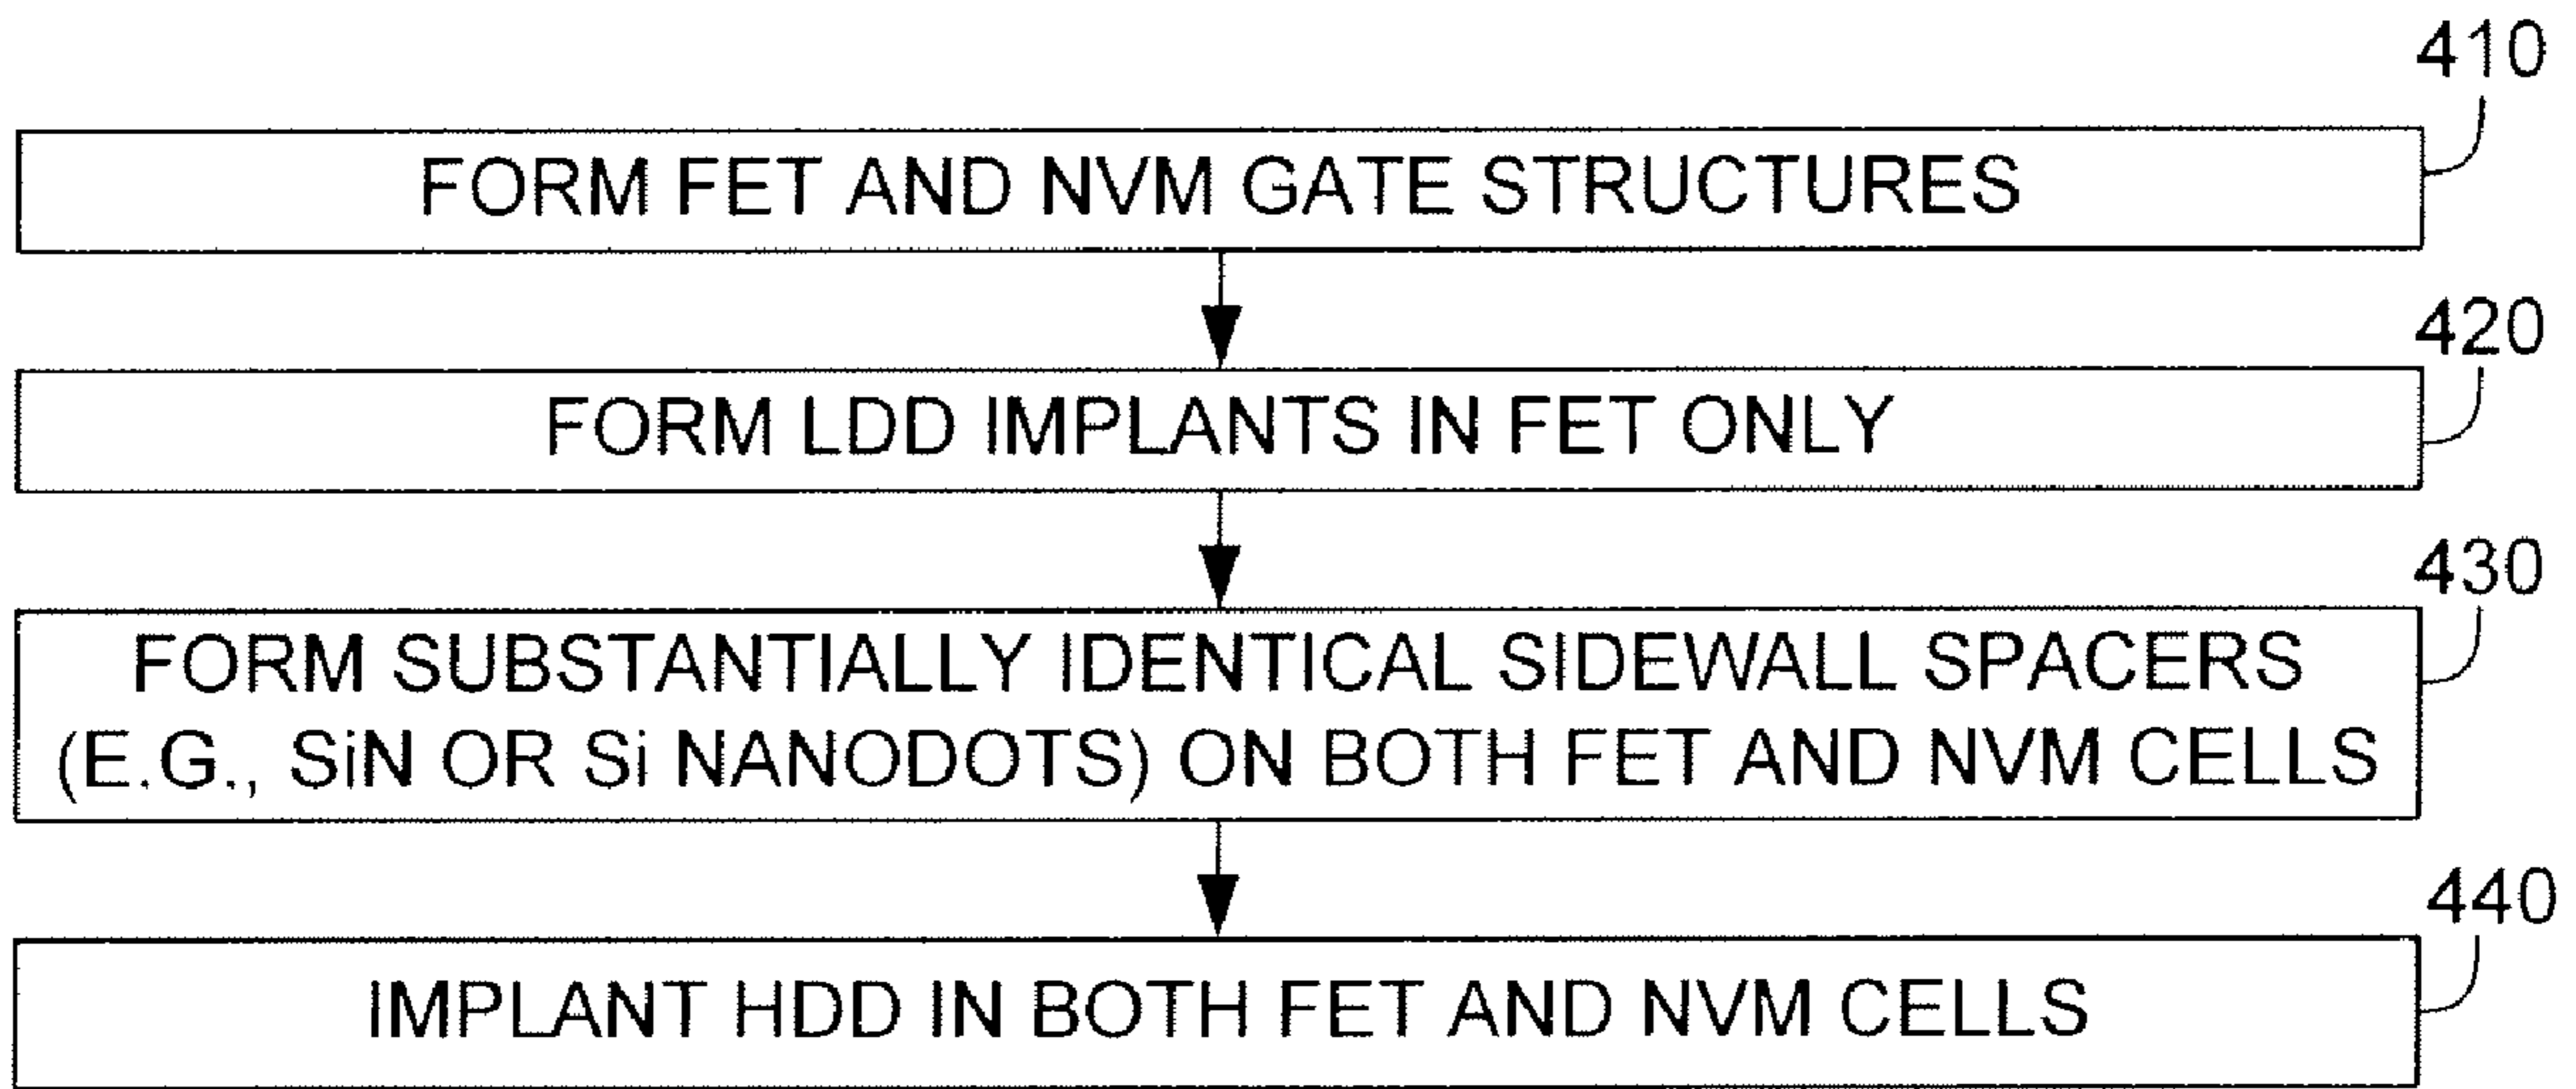 410
FORM FET AND NVM GATE STRUCTURES
420
FORM LDD IMPLANTS IN FET ONLY
430
FORM SUBSTANTIALLY IDENTICAL SIDEWALL SPACERS
(E.G., SiN OR Si NANODOTS) ON BOTH FET AND NVM CELLS
440
IMPLANT HDD IN BOTH FET AND NVM CELLS